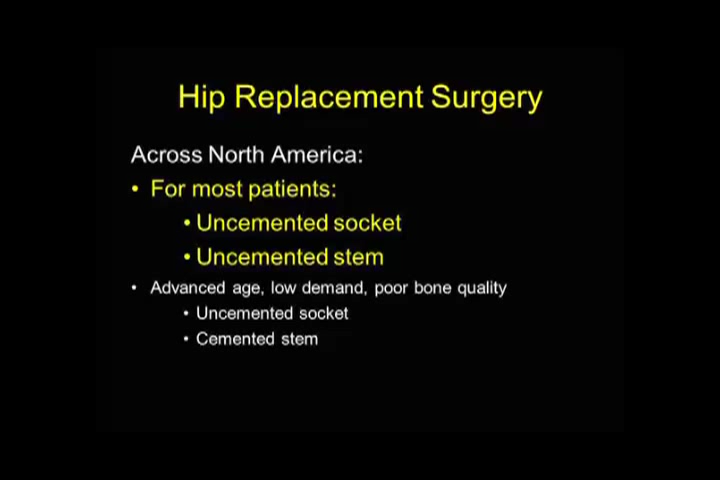 Hip Replacement Surgery
Across North America:
• For most patients:
• Uncemented socket
• Uncemented stem
• Advanced age, low demand, poor bone quality
• Uncemented socket
• Cemented stem